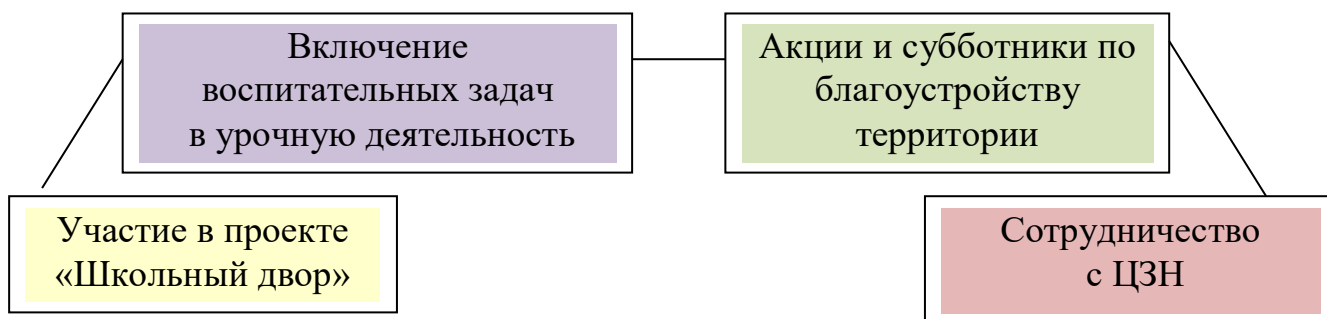 Включение
воспитательных задач
в урочную деятельность
Акции и субботники по
благоустройству
территории
Участие в проекте
«Школьный двор»
Сотрудничество
с ЦЗН